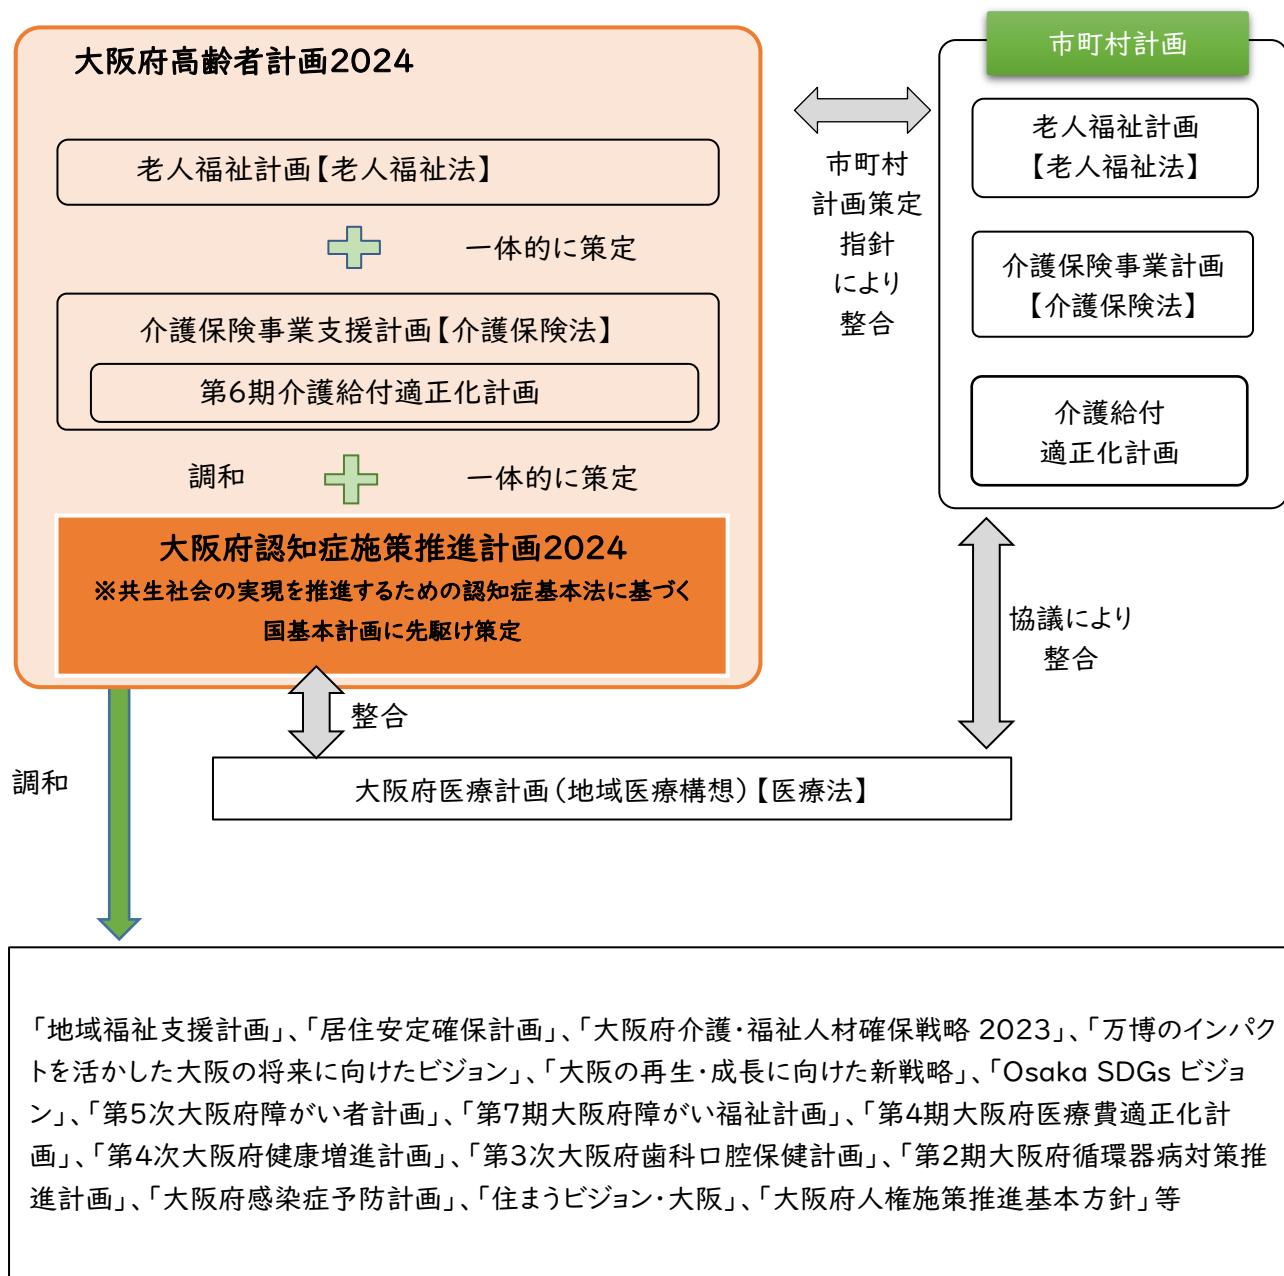 大阪府高齢者計画2024
老人福祉計画【老人福祉法】
一体的に策定
介護保険事業支援計画【介護保険法】
第6期介護給付適正化計画
調和
一体的に策定
大阪府認知症施策推進計画2024
※共生社会の実現を推進するための認知症基本法に基づく
国基本計画に先駆け策定
市町村
計画策定
指針
により
整合
市町村計画
老人福祉計画
【老人福祉法】
介護保険事業計画
【介護保険法】
介護給付
適正化計画
協議により
整合
整合
調和
大阪府医療計画(地域医療構想)【医療法】
「地域福祉支援計画」、「居住安定確保計画」、「大阪府介護・福祉人材確保戦略 2023」、「万博のインパク
トを活かした大阪の将来に向けたビジョン」、「大阪の再生・成長に向けた新戦略」、「Osaka SDGs ビジョ
ン」、「第5次大阪府障がい者計画」、「第7期大阪府障がい福祉計画」、「第4期大阪府医療費適正化計
画」、「第4次大阪府健康増進計画」、「第3次大阪府歯科口腔保健計画」、「第2期大阪府循環器病対策推
進計画」、「大阪府感染症予防計画」、「住まうビジョン・大阪」、「大阪府人権施策推進基本方針」等